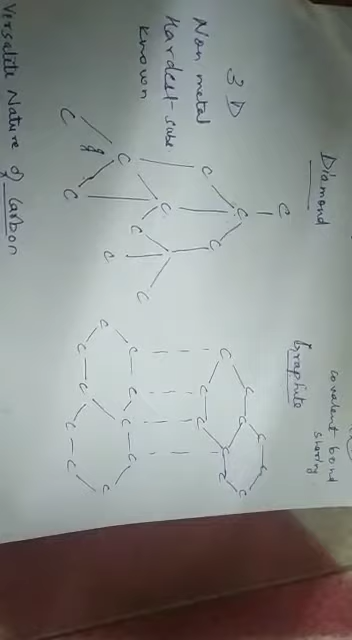 covalent bond
sharing
Diamond
Graphite
3D
Non metal
Hardest subs
known
C
C
C C
C
C C
C C
C C
C C C C C C C C C C
C C C C C C C C C C
Versatile Nature of Carbon